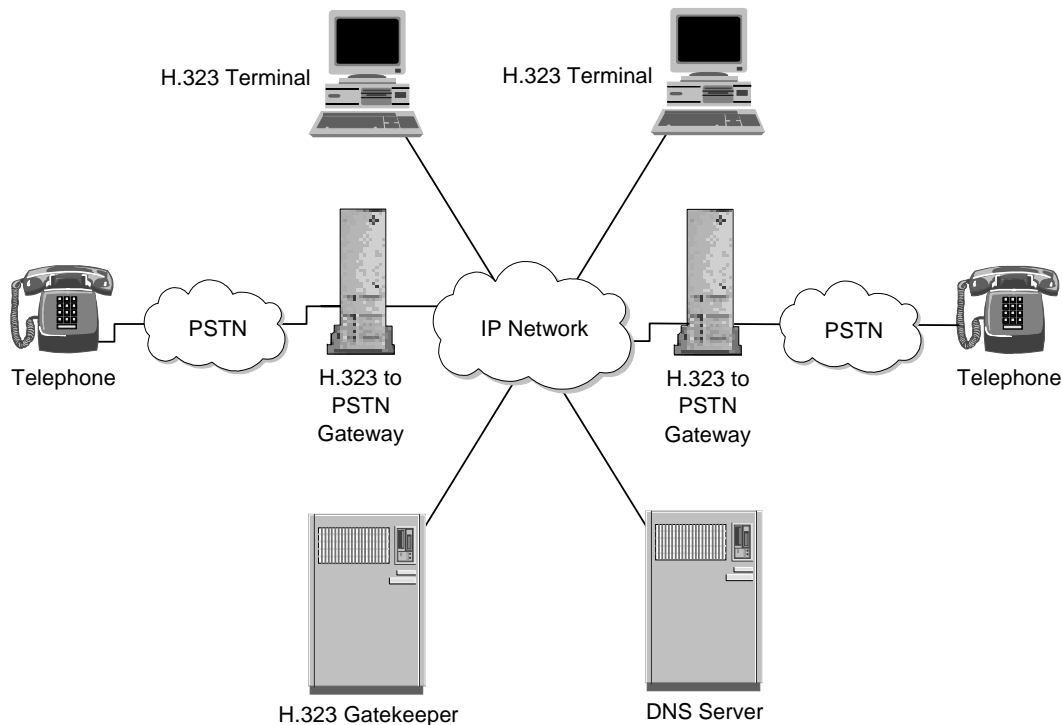 H.323 Terminal
H.323 Terminal
PSTN
IP Network
PSTN
Telephone
H.323 to
PSTN
Gateway
H.323 to
PSTN
Gateway
Telephone
H.323 Gatekeeper
DNS Server